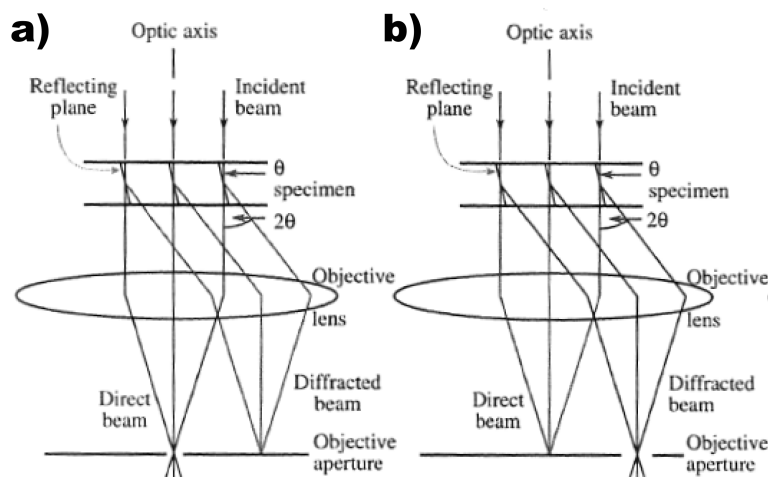 a)
Optic axis
Reflecting
plane
Incident
beam
θ
specimen
2θ
Objective
lens
Direct
beam
Diffracted
beam
Objective
aperture
b)
Optic axis
Reflecting
plane
Incident
beam
θ
specimen
2θ
Objective
lens
Direct
beam
Diffracted
beam
Objective
aperture